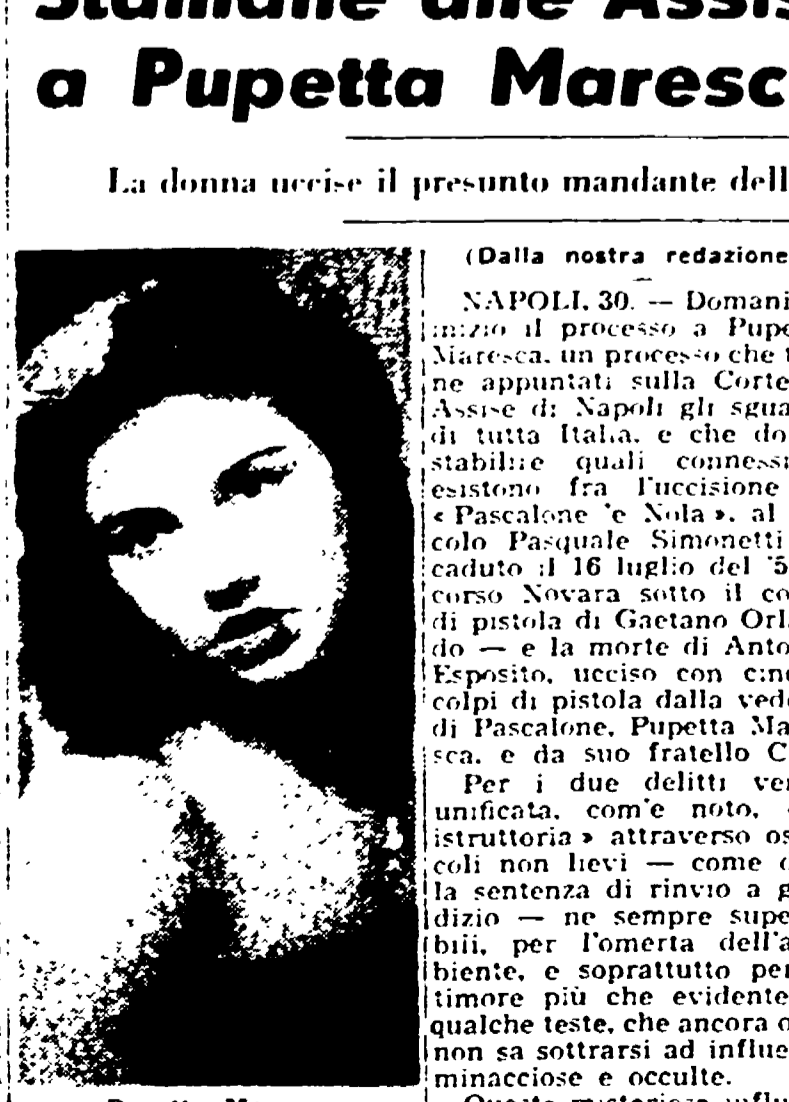 Stamane alle Assis
a Pupetta Maresc
La donna uccise il presunto mandante dell
(Dalla nostra redazione
NAPOLI, 30. — Domani
inizio il processo a Pupe
Maresca, un processo che t
ne appuntati sulla Corte
Assise di Napoli gli sgua
di tutta Italia, e che do
stabilire quali connessi
esistono fra l'uccisione
« Pascalone 'e Nola », al
colo Pasquale Simonetti
caduto il 16 luglio del '5
corso Novara sotto il co
di pistola di Gaetano Orl
do — e la morte di Anto
Esposito, ucciso con cin
colpi di pistola dalla ved
di Pascalone, Pupetta Ma
sca, e da suo fratello C
Per i due delitti ve
unificata, com'e noto,
istruttoria » attraverso os
coli non lievi — come
la sentenza di rinvio a g
dizio — ne sempre supe
bili, per l'omerta dell'a
biente, e soprattutto per
timore più che evidente
qualche teste, che ancora o
non sa sottrarsi ad influe
minacciose e occulte.